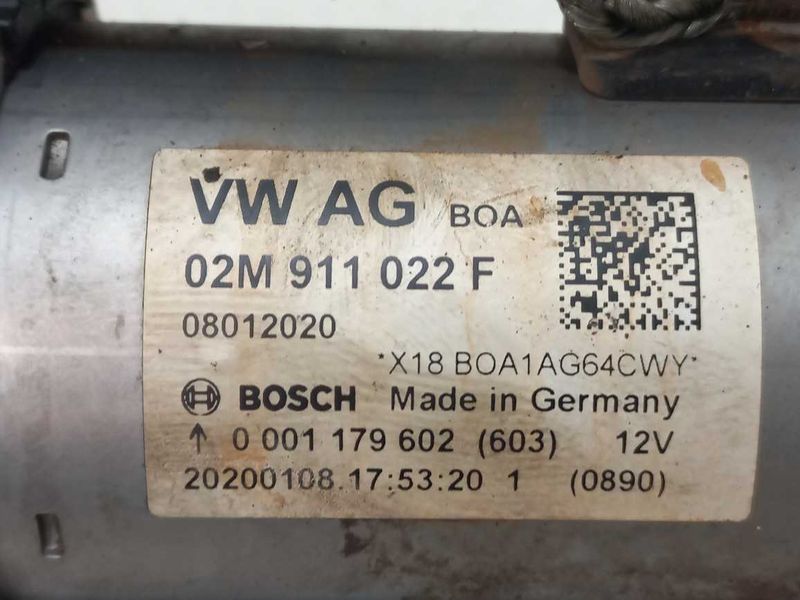 VW AG BOA
02M 911 022 F
08012020
*X18 BOA1AG64CWY*
BOSCH Made in Germany
↑ 0 001 179 602 (603) 12V
20200108.17:53:20 1 (0890)